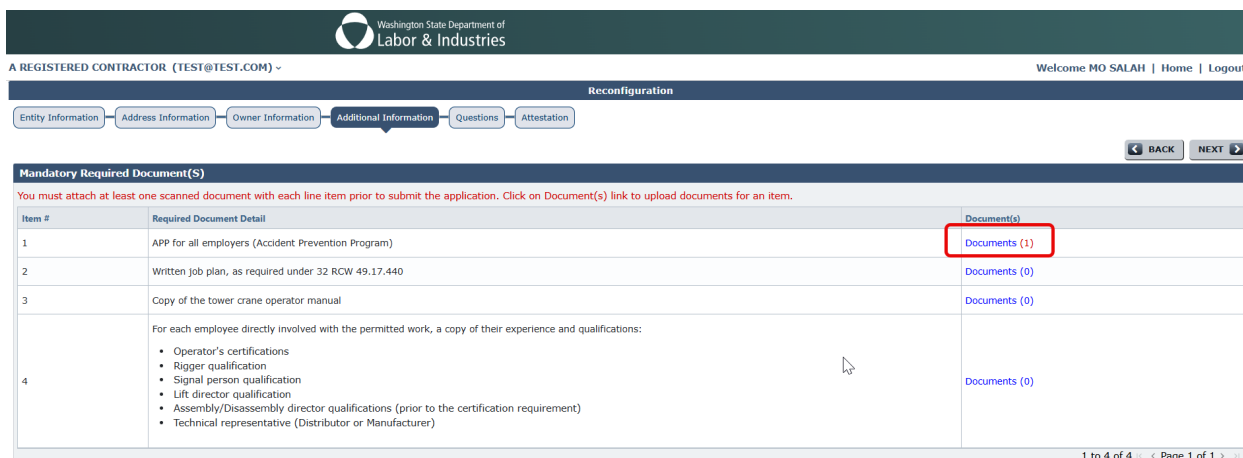 Washington State Department of
Labor & Industries
A REGISTERED CONTRACTOR (TEST@TEST.COM)
Welcome MO SALAH | Home | Logout
Reconfiguration
Entity Information
Address Information
Owner Information
Additional Information
Questions
Attestation
BACK
NEXT
Mandatory Required Document(S)
You must attach at least one scanned document with each line item prior to submit the application. Click on Document(s) link to upload documents for an item.
Item # Required Document Detail Document(s)
1 APP for all employers (Accident Prevention Program) Documents (1)
2 Written job plan, as required under 32 RCW 49.17.440 Documents (0)
3 Copy of the tower crane operator manual Documents (0)
4 For each employee directly involved with the permitted work, a copy of their experience and qualifications:
• Operator's certifications
• Rigger qualification
• Signal person qualification
• Lift director qualification
• Assembly/Disassembly director qualifications (prior to the certification requirement)
• Technical representative (Distributor or Manufacturer)
Documents (0)
1 to 4 of 4 < Page 1 of 1 >